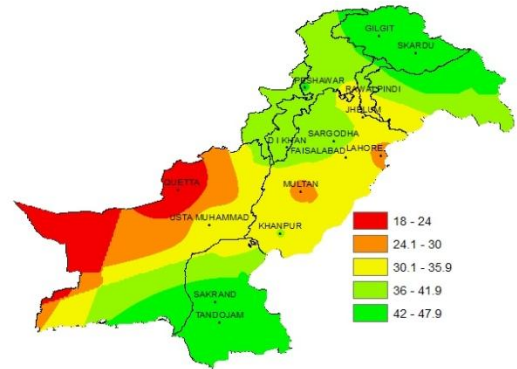 GILGIT
SKARDU
PESHAWAR
RAWALPINDI
JHELUM
SARGODHA
D I KHAN
FAISALABAD
LAHORE
QUETTA
MULTAN
USTA MUHAMMAD
KHANPUR
18 - 24
24.1 - 30
30.1 - 35.9
36 - 41.9
42 - 47.9
SAKRAND
TANDOJAM